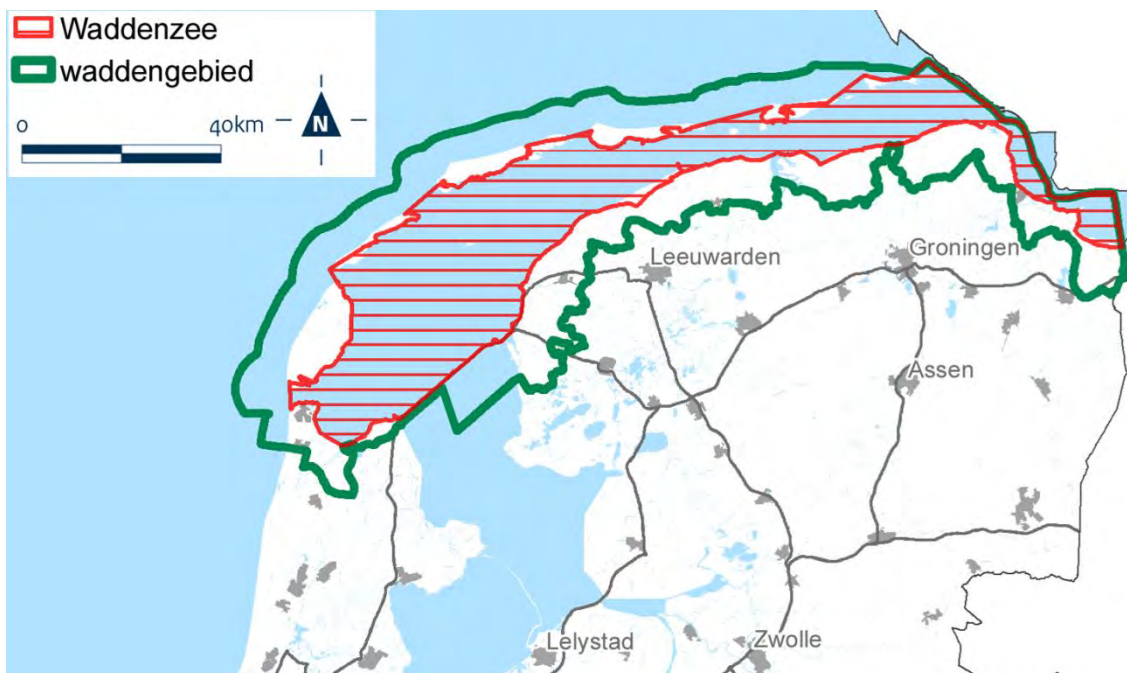 Waddenzee
waddengebied
0 40km
N
Leeuwarden
Groningen
Assen
Lelystad
Zwolle